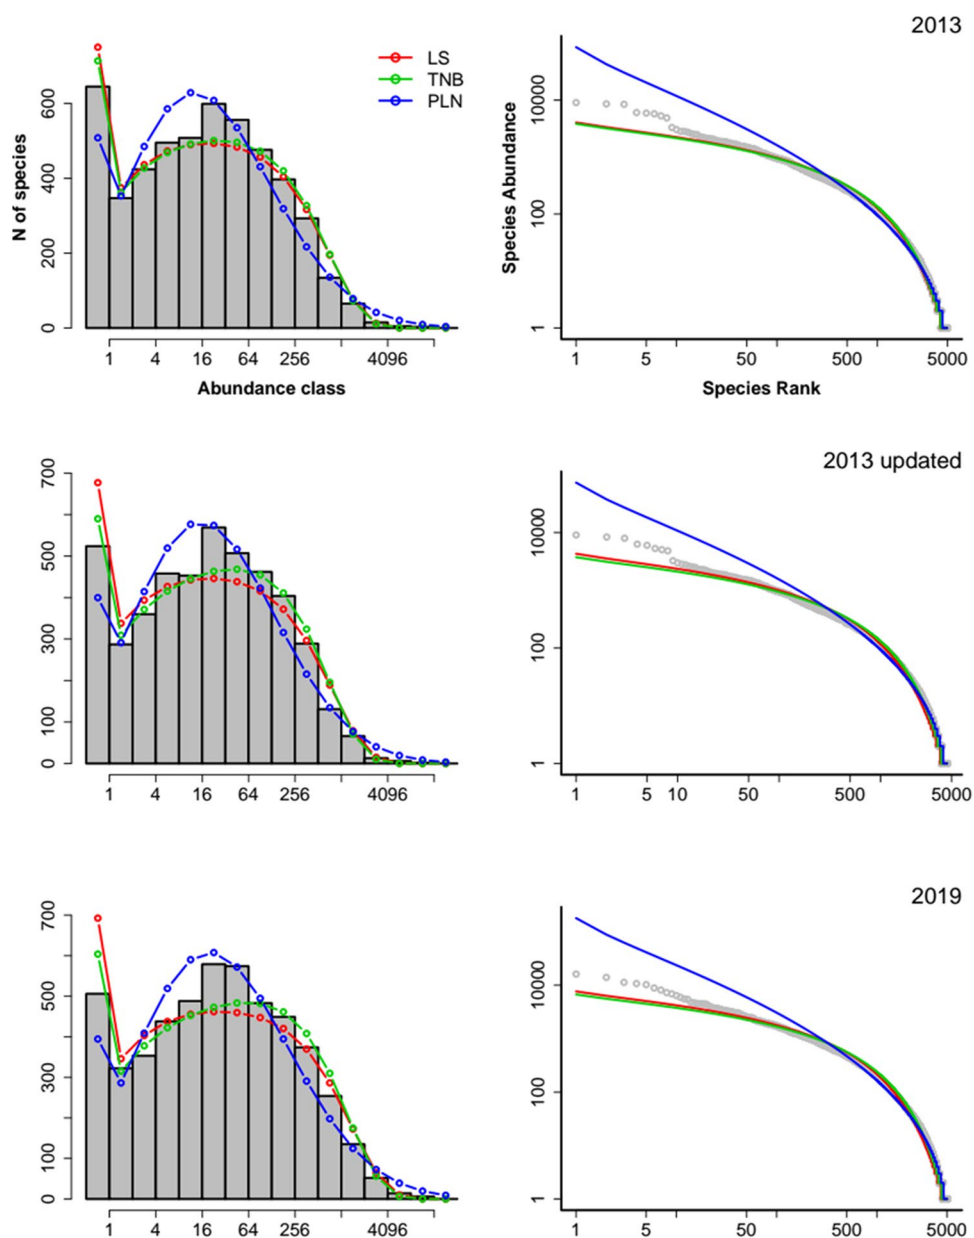 2013
LS
TNB
PLN
N of species
0 200 400 600
1 4 16 64 256 4096
Abundance class
Species Abundance
1 100 10000
1 5 10 50 500 5000
Species Rank
2013 updated
0 100 300 500 700
1 4 16 64 256 4096
1 100 10000
1 5 10 50 500 5000
2019
0 100 300 500 700
1 4 16 64 256 4096
1 100 10000
1 5 50 500 5000